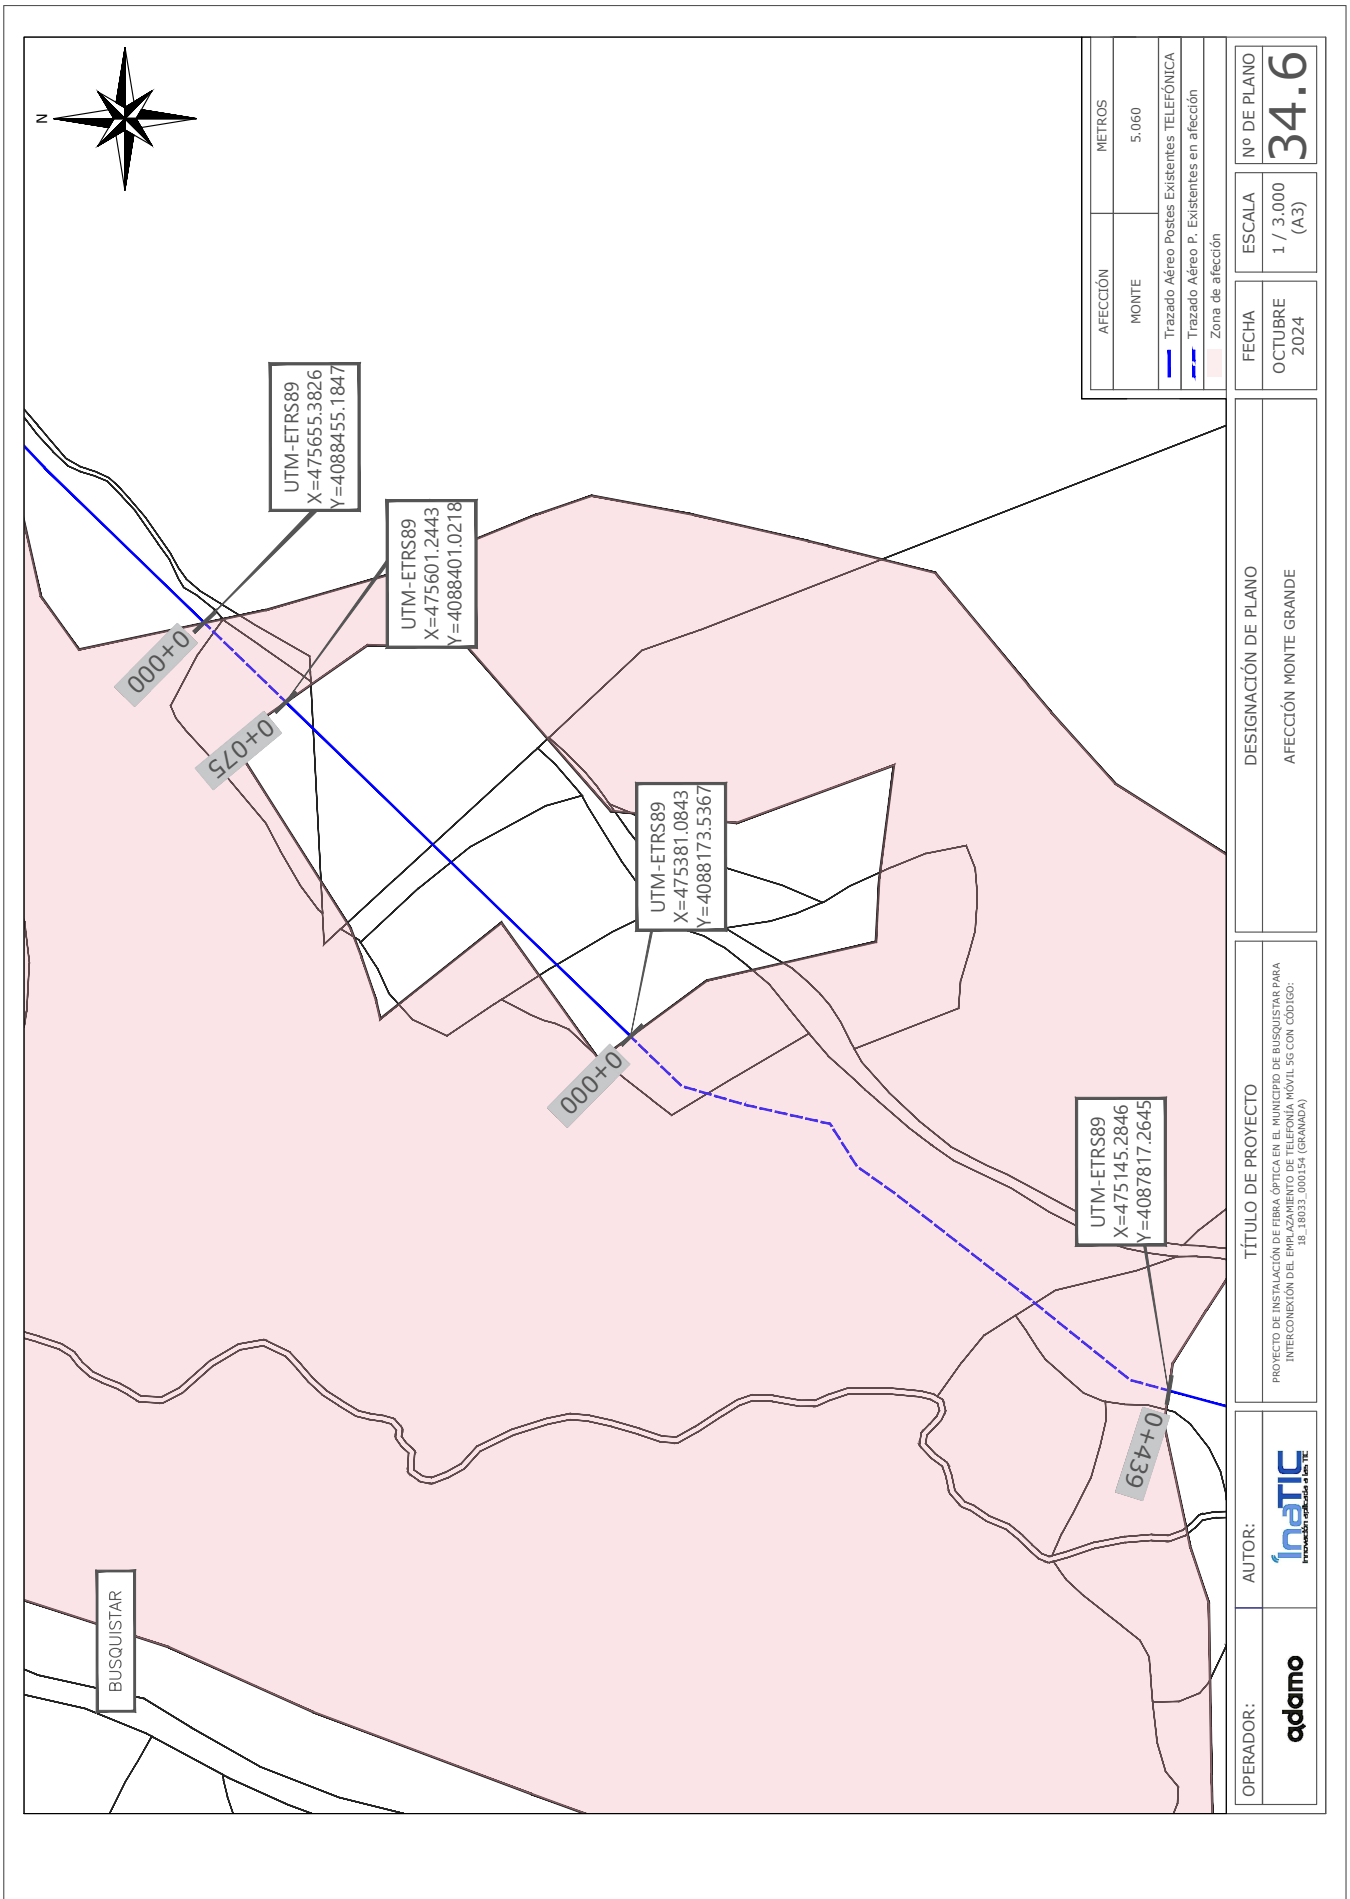 N
UTM-ETRS89
X=475655.3826
Y=4088455.1847
UTM-ETRS89
X=475601.2443
Y=4088401.0218
UTM-ETRS89
X=475381.0843
Y=4088173.5367
UTM-ETRS89
X=475145.2846
Y=4087817.2645
0+000
0+075
0+000
0+439
BUSQUISTAR
AFECCIÓN
METROS
MONTE
5.060
Trazado Aéreo Postes Existentes TELEFÓNICA
Trazado Aéreo P. Existentes en afección
Zona de afección
OPERADOR:
adamo
AUTOR:
inaTIC
Innovación aplicada a las TIC
TÍTULO DE PROYECTO
PROYECTO DE INSTALACIÓN DE FIBRA ÓPTICA EN EL MUNICIPIO DE BUSQUISTAR PARA
INTERCONEXIÓN DEL EMPLAZAMIENTO DE TELEFONÍA MÓVIL 5G CON CÓDIGO:
18_18033_000154 (GRANADA)
DESIGNACIÓN DE PLANO
AFECCIÓN MONTE GRANDE
FECHA
OCTUBRE
2024
ESCALA
1 / 3.000
(A3)
Nº DE PLANO
34.6